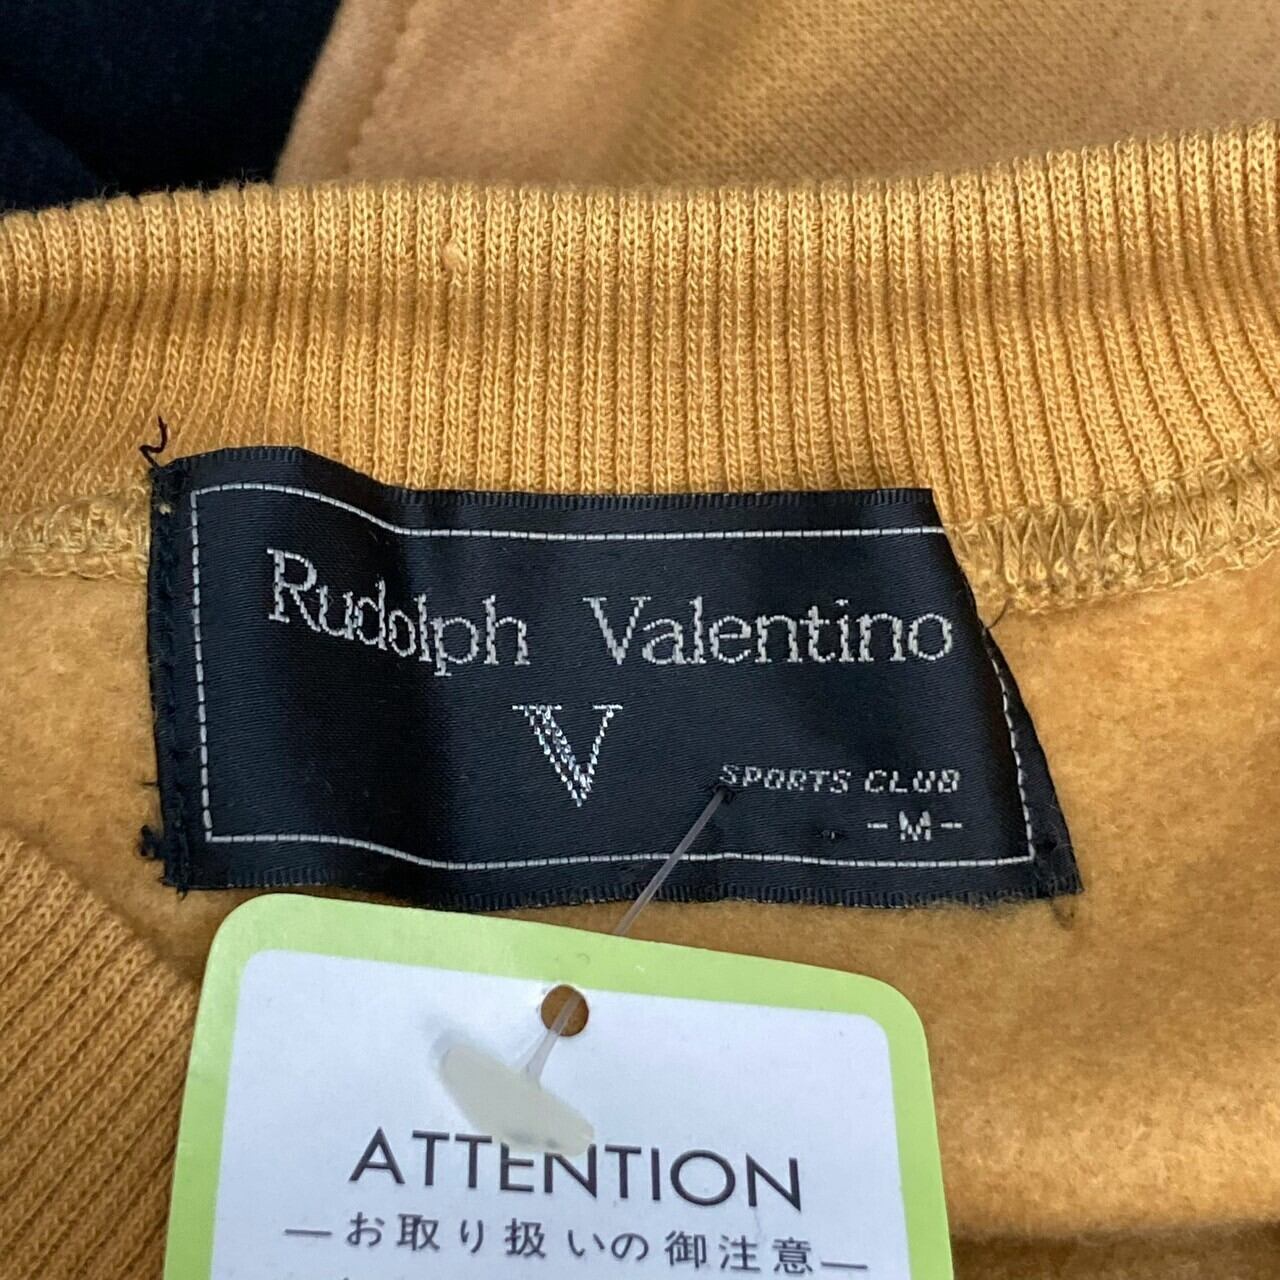 Rudolph Valentino
V
SPORTS CLUB
-M-
ATTENTION
—お取り扱いの御注意—